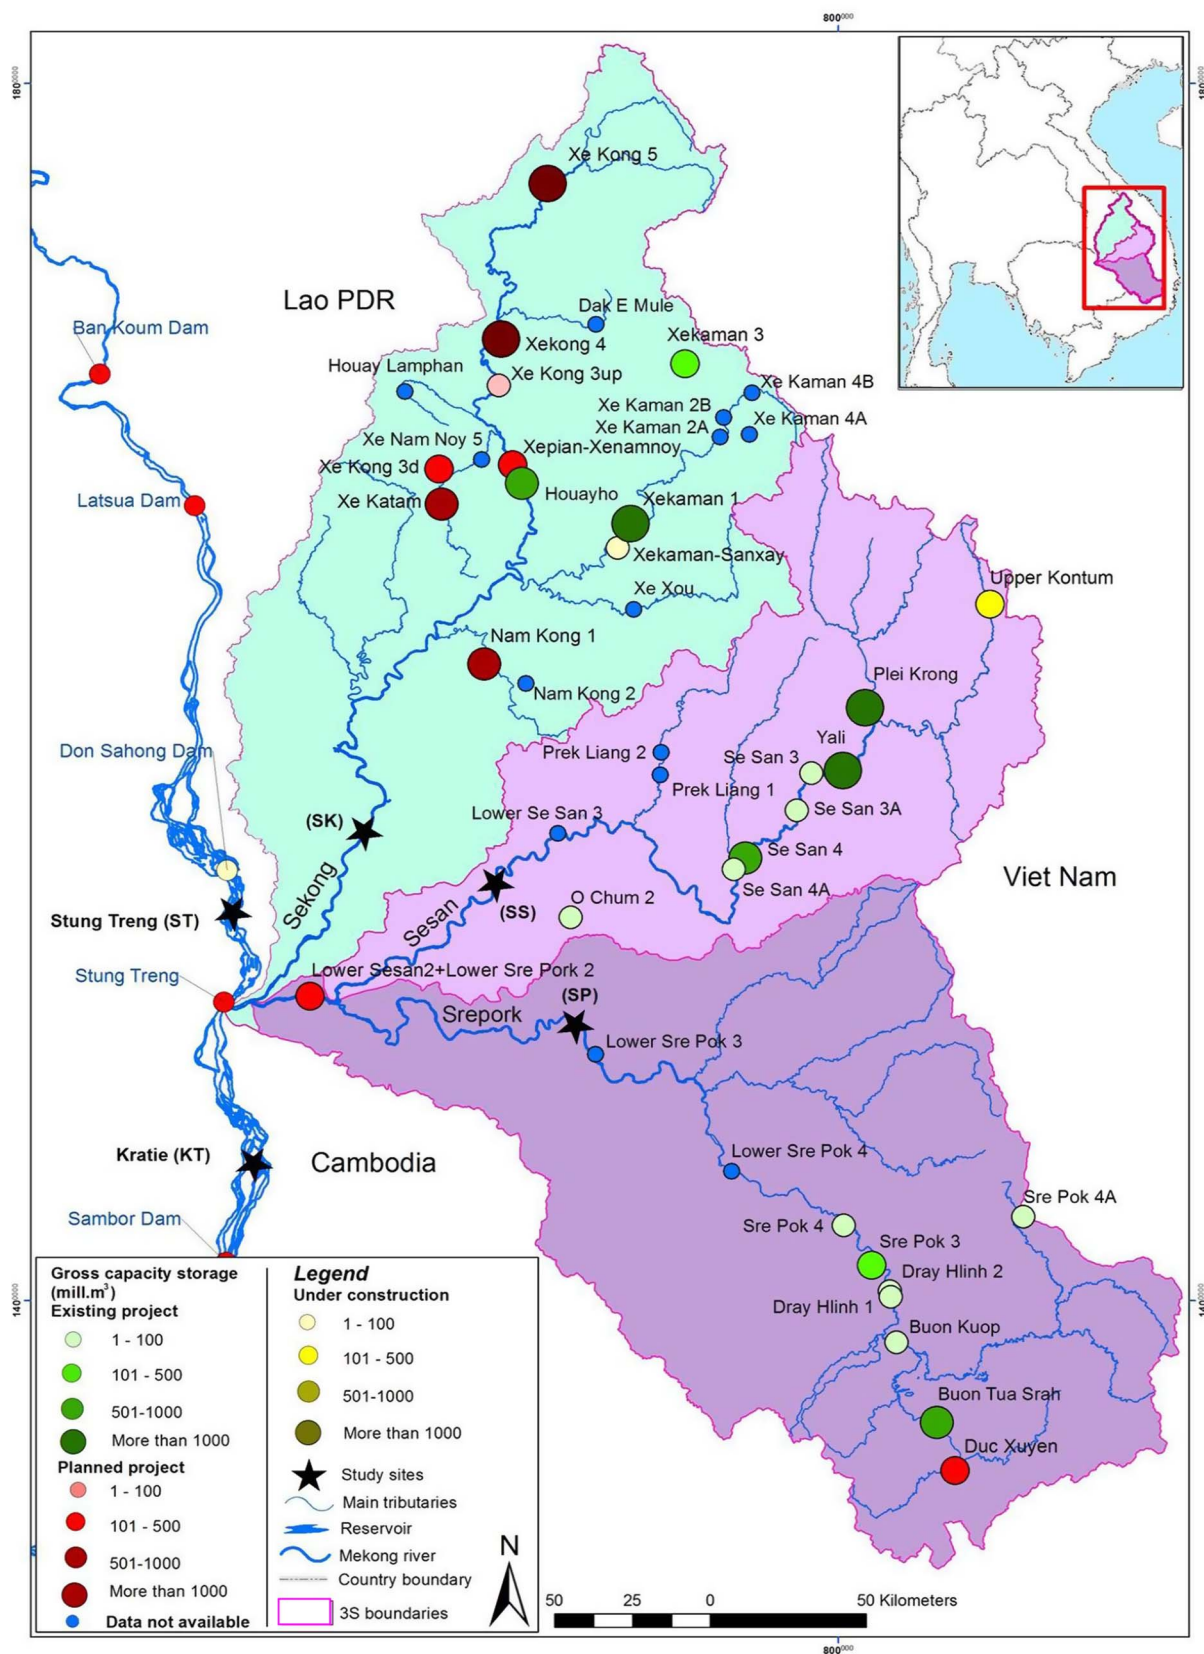 800000
1800000
180
Xe Kong 5
Lao PDR
Dak E Mule
Ban Koum Dam
Xekaman 3
Xekong 4
Houay Lamphan
Xe Kong 3up
Xe Kaman 4B
Xe Kaman 2B
Xe Kaman 2A
Xe Kaman 4A
Xe Nam Noy 5
Xepian-Xenamnoy
Xe Kong 3d
Latsua Dam
Xe Katam
Houayho
Xekaman 1
Xekaman-Sanxay
Upper Kontum
Xe Xou
Nam Kong 1
Plei Krong
Nam Kong 2
Don Sahong Dam
Prek Liang 2
Yali
Se San 3
Prek Liang 1
Lower Se San 3
Se San 3A
(SK)
Se San 4
Viet Nam
Se San 4A
Sekong
O Chum 2
Stung Treng (ST)
Sesan
(SS)
Stung Treng
Lower Sesan2+Lower Sre Pork 2
(SP)
Srepork
Lower Sre Pok 3
Kratie (KT)
Cambodia
Lower Sre Pok 4
Sre Pok 4A
Sambor Dam
Sre Pok 4
Sre Pok 3
Dray Hlinh 2
Dray Hlinh 1
1400000
140
Buon Kuop
Buon Tua Srah
Duc Xuyen
Gross capacity storage
(mill.m³)
Existing project
1 - 100
101 - 500
501-1000
More than 1000
Planned project
1 - 100
101 - 500
501-1000
More than 1000
Data not available
Legend
Under construction
1 - 100
101 - 500
501-1000
More than 1000
Study sites
Main tributaries
Reservoir
Mekong river
Country boundary
3S boundaries
N
50 25 0 50 Kilometers
800000